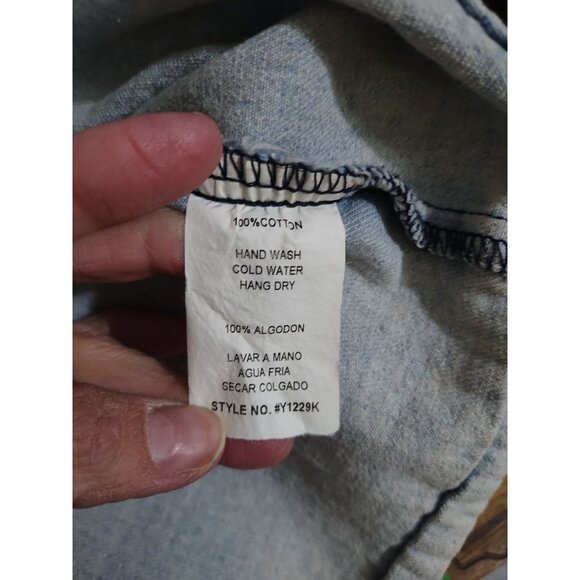 100%COTTON
HAND WASH
COLD WATER
HANG DRY
100% ALGODON
LAVAR A MANO
AGUA FRIA
SECAR COLGADO
STYLE NO. #Y1229K